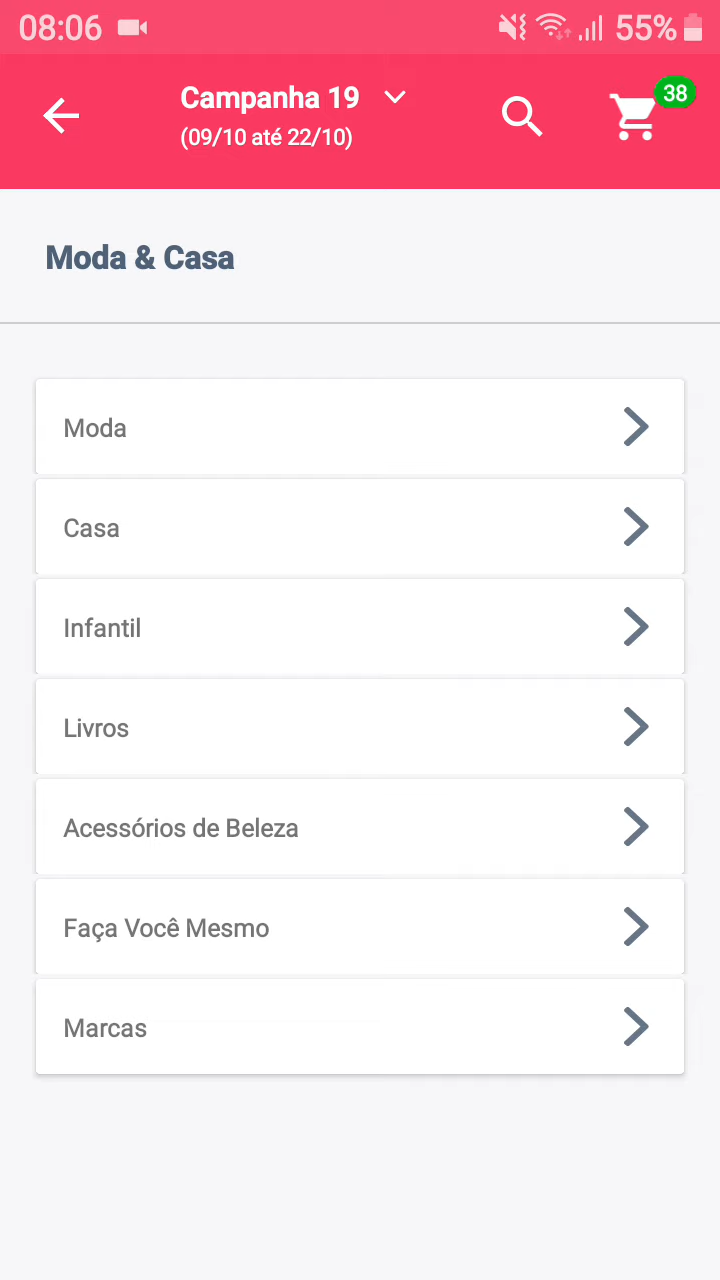 08:06
55%
Campanha 19
38
(09/10 até 22/10)
Moda & Casa
Moda
Casa
Infantil
Livros
Acessórios de Beleza
Faça Você Mesmo
Marcas